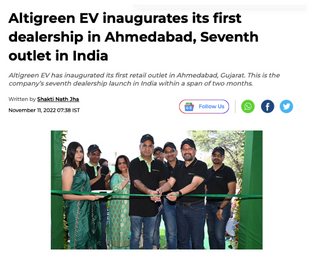 Altigreen EV inaugurates its first
dealership in Ahmedabad, Seventh
outlet in India
Altigreen EV has inaugurated its first retail outlet in Ahmedabad, Gujarat. This is the
company's seventh dealership launch in India within a span of two months.
Written by Shakti Nath Jha
November 11, 2022 07:38 IST
Follow Us